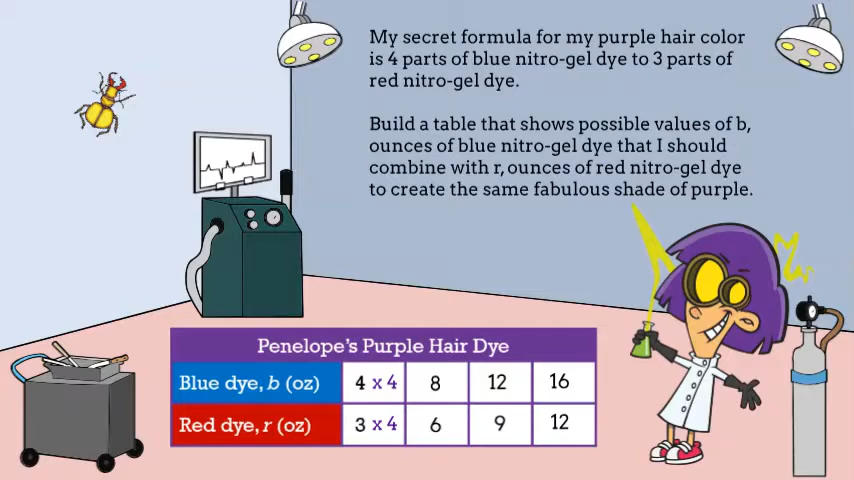 My secret formula for my purple hair color
is 4 parts of blue nitro-gel dye to 3 parts of
red nitro-gel dye.
Build a table that shows possible values of b,
ounces of blue nitro-gel dye that I should
combine with r, ounces of red nitro-gel dye
to create the same fabulous shade of purple.
Penelope's Purple Hair Dye
Blue dye, b (oz) 4 x 4 8 12 16
Red dye, r (oz) 3 x 4 6 9 12